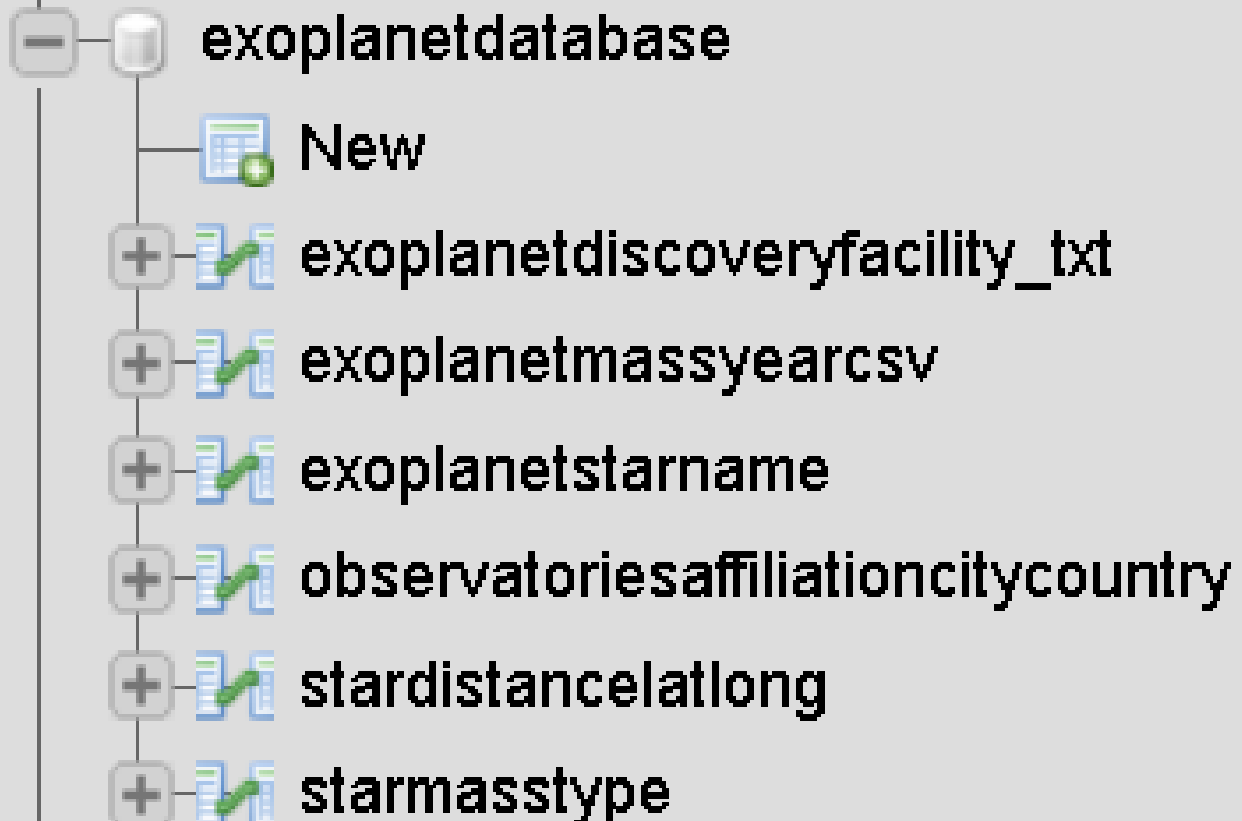 exoplanetdatabase
New
exoplanetdiscoveryfacility_txt
exoplanetmassyearcsv
exoplanetstarname
observatoriesaffiliationcitycountry
stardistancelatlong
starmasstype